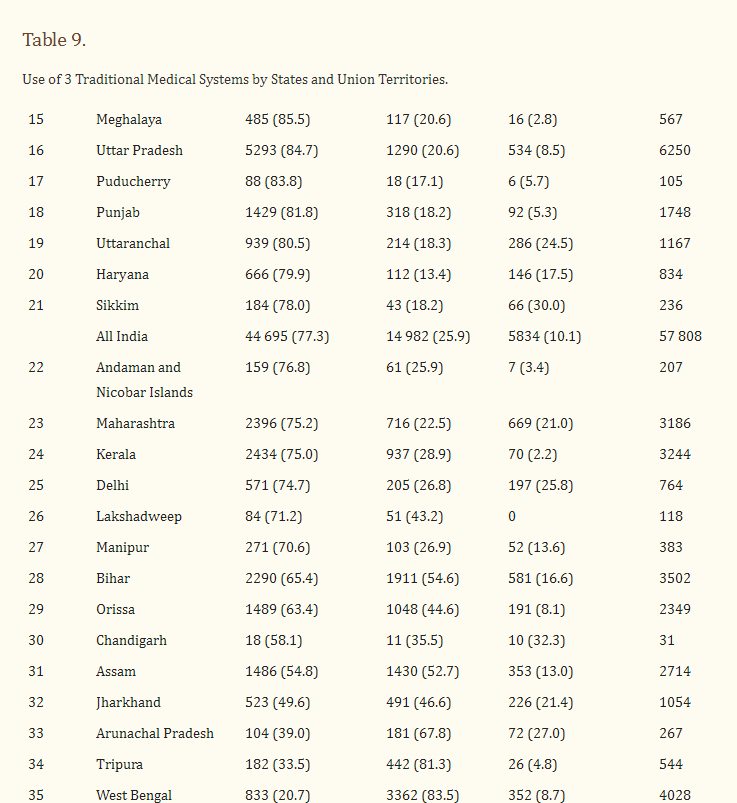 Table 9.
Use of 3 Traditional Medical Systems by States and Union Territories.
15 Meghalaya 485 (85.5) 117 (20.6) 16 (2.8) 567
16 Uttar Pradesh 5293 (84.7) 1290 (20.6) 534 (8.5) 6250
17 Puducherry 88 (83.8) 18 (17.1) 6 (5.7) 105
18 Punjab 1429 (81.8) 318 (18.2) 92 (5.3) 1748
19 Uttaranchal 939 (80.5) 214 (18.3) 286 (24.5) 1167
20 Haryana 666 (79.9) 112 (13.4) 146 (17.5) 834
21 Sikkim 184 (78.0) 43 (18.2) 66 (30.0) 236
All India 44 695 (77.3) 14 982 (25.9) 5834 (10.1) 57 808
22 Andaman and 159 (76.8) 61 (25.9) 7 (3.4) 207
Nicobar Islands
23 Maharashtra 2396 (75.2) 716 (22.5) 669 (21.0) 3186
24 Kerala 2434 (75.0) 937 (28.9) 70 (2.2) 3244
25 Delhi 571 (74.7) 205 (26.8) 197 (25.8) 764
26 Lakshadweep 84 (71.2) 51 (43.2) 0 118
27 Manipur 271 (70.6) 103 (26.9) 52 (13.6) 383
28 Bihar 2290 (65.4) 1911 (54.6) 581 (16.6) 3502
29 Orissa 1489 (63.4) 1048 (44.6) 191 (8.1) 2349
30 Chandigarh 18 (58.1) 11 (35.5) 10 (32.3) 31
31 Assam 1486 (54.8) 1430 (52.7) 353 (13.0) 2714
32 Jharkhand 523 (49.6) 491 (46.6) 226 (21.4) 1054
33 Arunachal Pradesh 104 (39.0) 181 (67.8) 72 (27.0) 267
34 Tripura 182 (33.5) 442 (81.3) 26 (4.8) 544
35 West Bengal 833 (20.7) 3362 (83.5) 352 (8.7) 4028